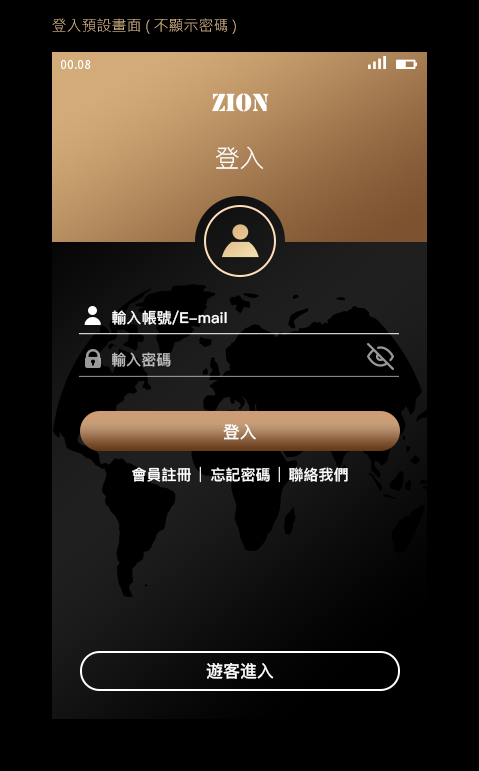 登入預設畫面 ( 不顯示密碼 )
00.08
ZION
登入
輸入帳號/E-mail
輸入密碼
登入
會員註冊｜忘記密碼｜聯絡我們
遊客進入